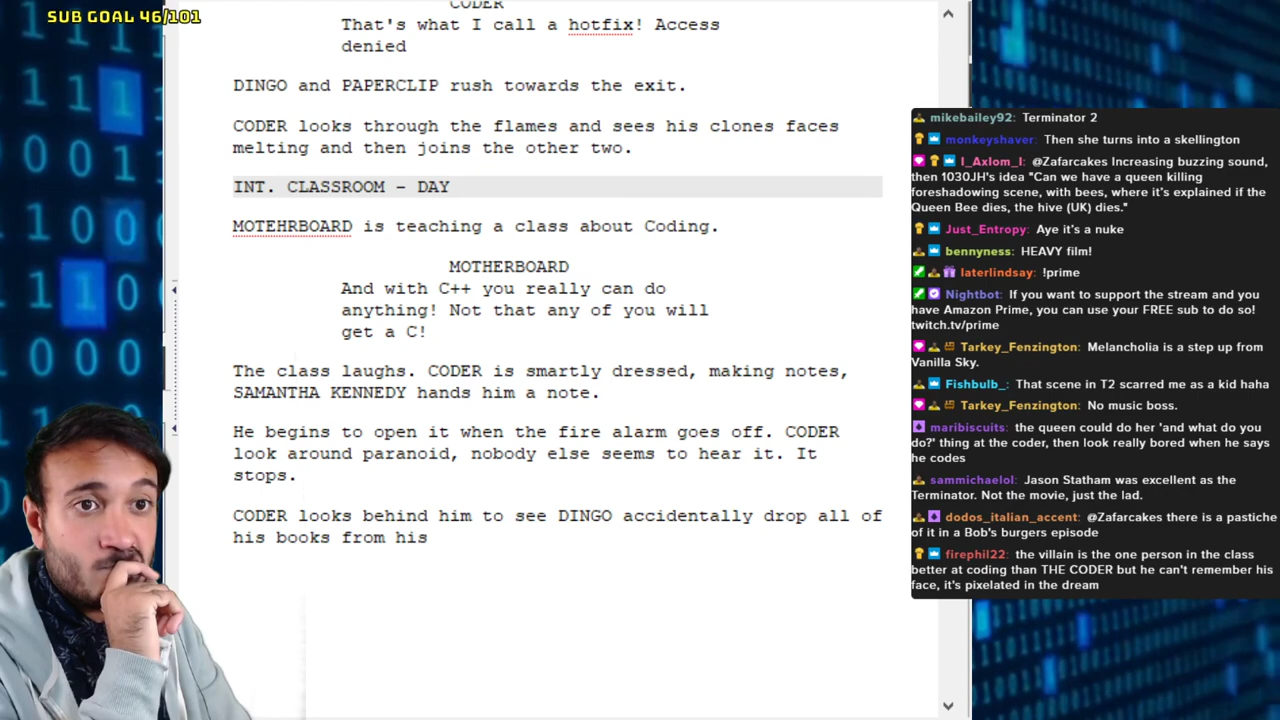 SUB GOAL 46/101
CODER
That's what I call a hotfix! Access
denied
DINGO and PAPERCLIP rush towards the exit.
CODER looks through the flames and sees his clones faces
melting and then joins the other two.
INT. CLASSROOM - DAY
MOTEHRBOARD is teaching a class about Coding.
MOTHERBOARD
And with C++ you really can do
anything! Not that any of you will
get a C!
The class laughs. CODER is smartly dressed, making notes,
SAMANTHA KENNEDY hands him a note.
He begins to open it when the fire alarm goes off. CODER
look around paranoid, nobody else seems to hear it. It
stops.
CODER looks behind him to see DINGO accidentally drop all of
his books from his
mikebailey92: Terminator 2
monkeyshaver: Then she turns into a skellington
I_AxIom_I: @Zafarcakes Increasing buzzing sound,
then 1030JH's idea "Can we have a queen killing
foreshadowing scene, with bees, where it's explained if the
Queen Bee dies, the hive (UK) dies."
Just_Entropy: Aye it's a nuke
bennyness: HEAVY film!
laterlindsay: !prime
Nightbot: If you want to support the stream and you
have Amazon Prime, you can use your FREE sub to do so!
twitch.tv/prime
Tarkey_Fenzington: Melancholia is a step up from
Vanilla Sky.
Fishbulb_: That scene in T2 scarred me as a kid haha
Tarkey_Fenzington: No music boss.
maribiscuits: the queen could do her 'and what do you
do?' thing at the coder, then look really bored when he says
he codes
sammichaelol: Jason Statham was excellent as the
Terminator. Not the movie, just the lad.
dodos_italian_accent: @Zafarcakes there is a pastiche
of it in a Bob's burgers episode
firephil22: the villain is the one person in the class
better at coding than THE CODER but he can't remember his
face, it's pixelated in the dream